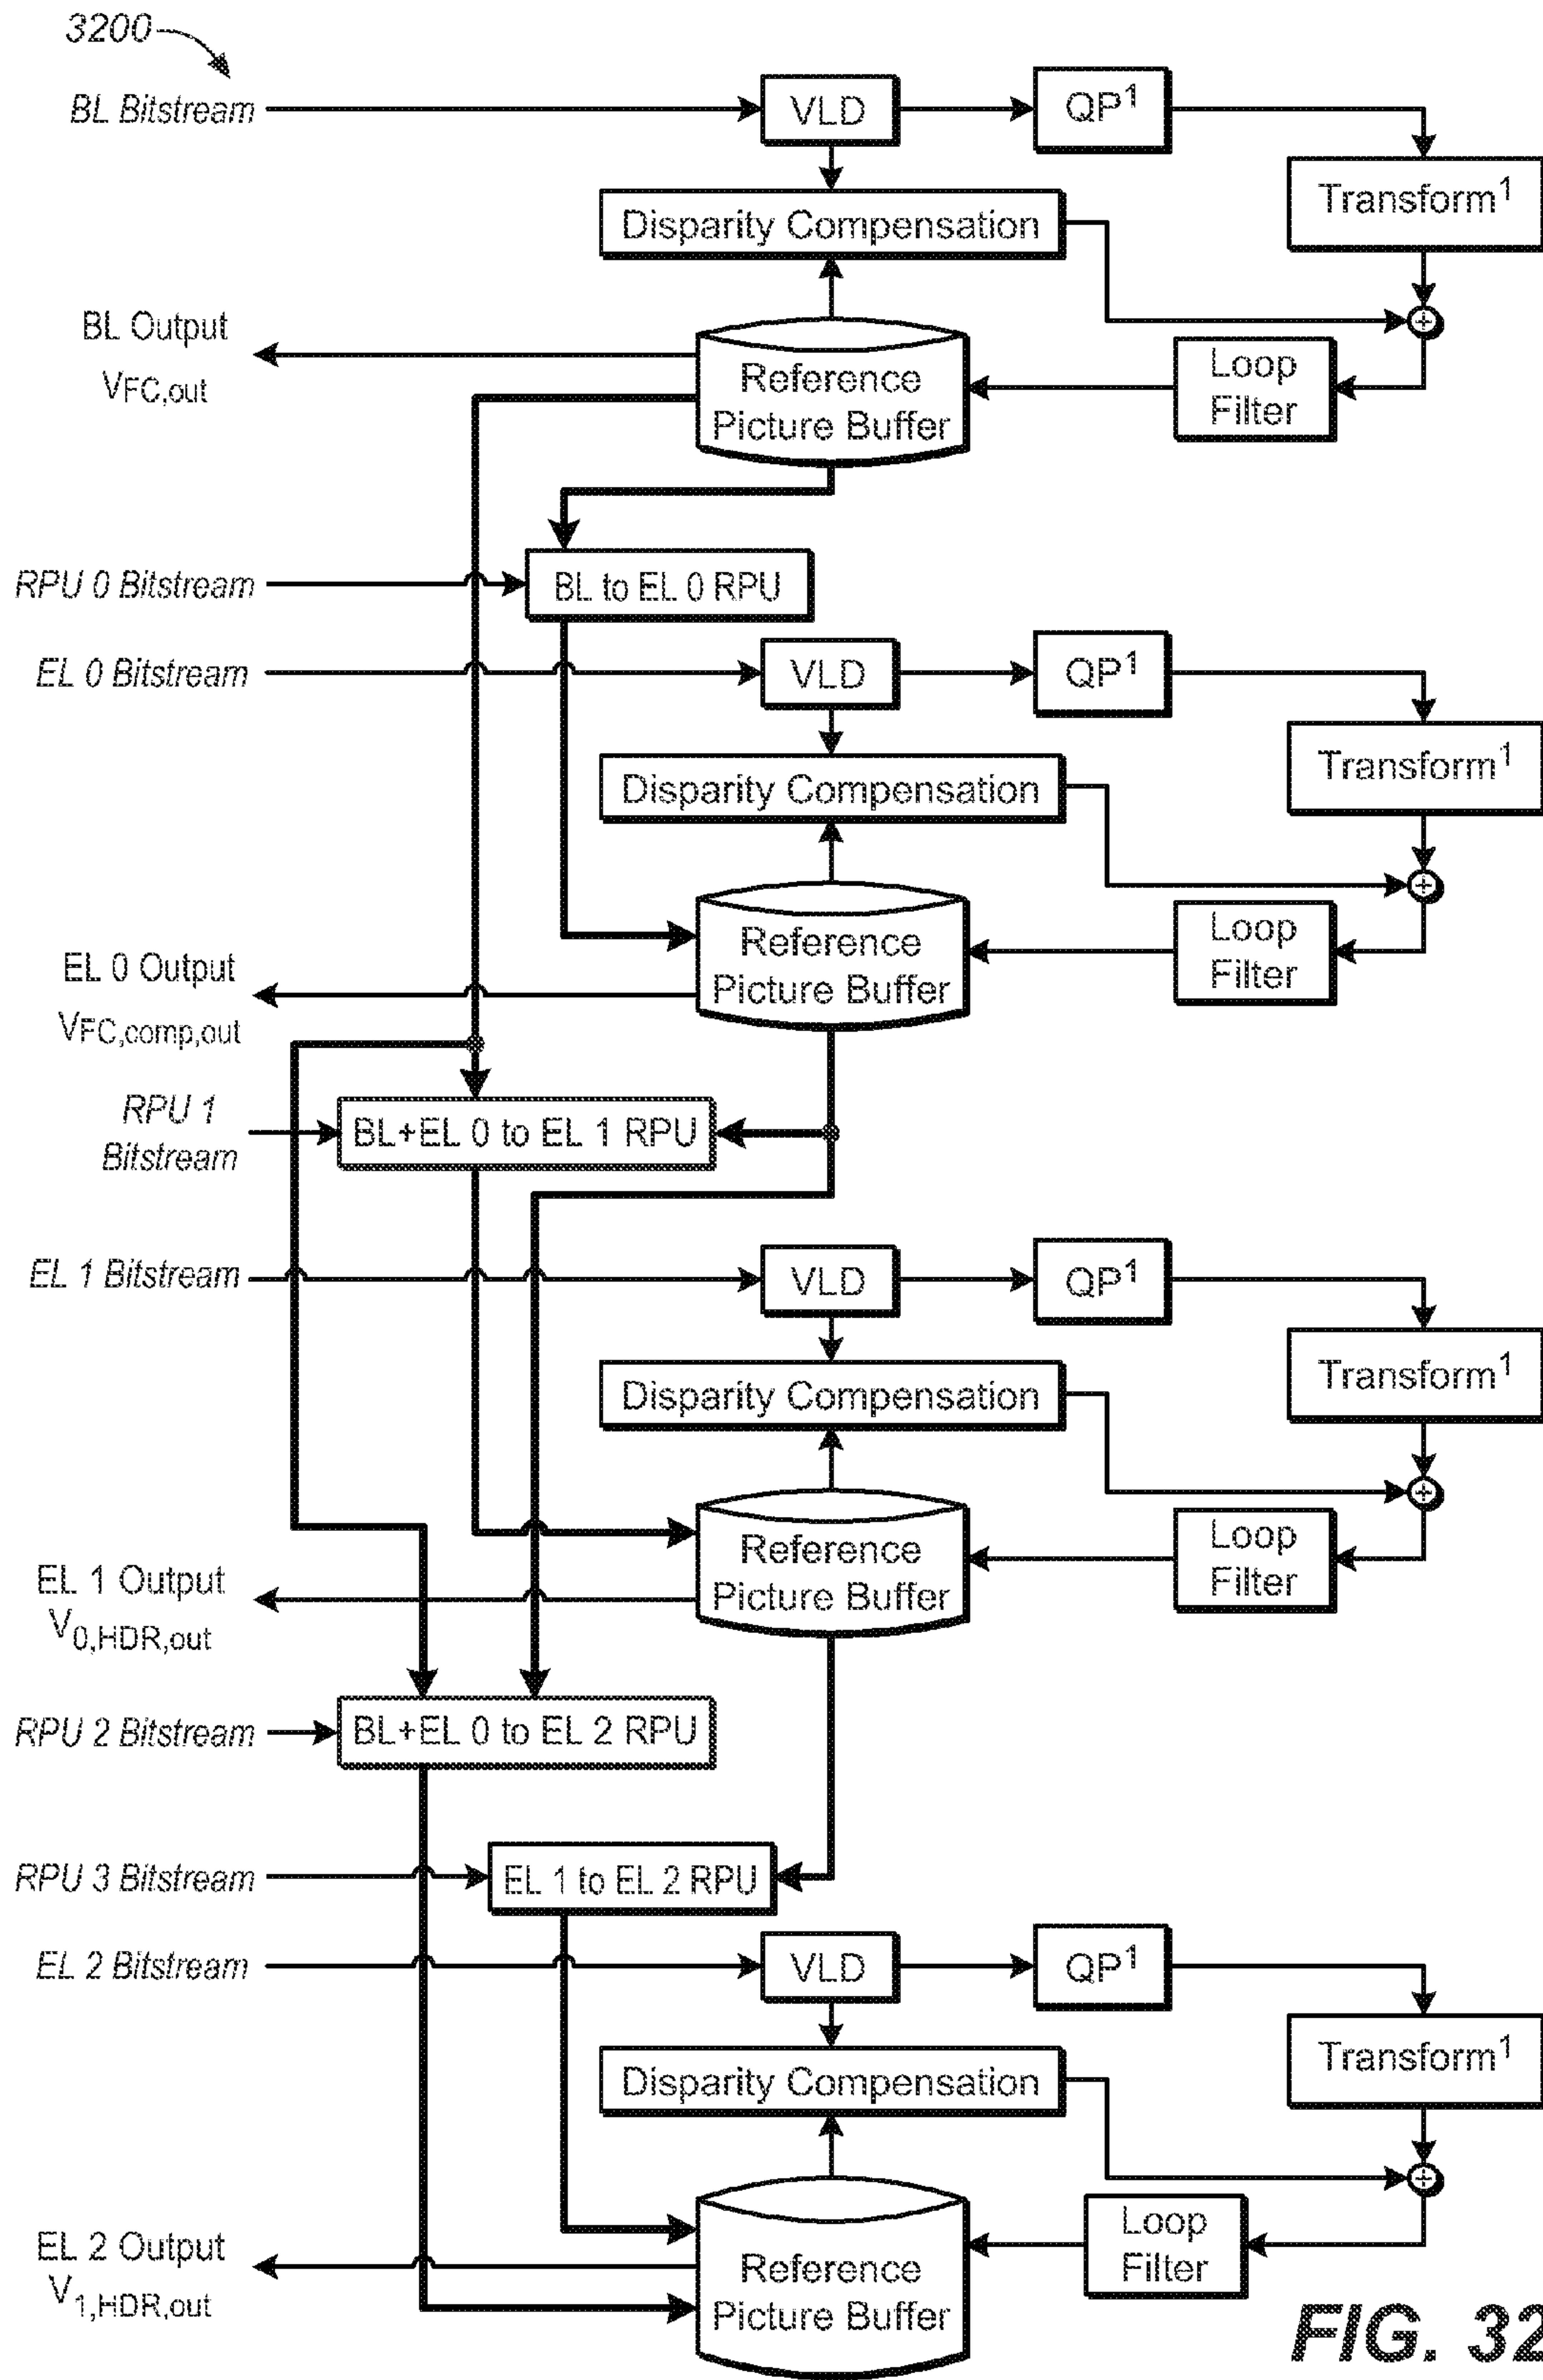 3200
BL Bitstream
VLD
QP¹
Transform¹
Disparity Compensation
BL Output
VFC,out
Reference
Picture Buffer
Loop
Filter
RPU 0 Bitstream
BL to EL 0 RPU
EL 0 Bitstream
VLD
QP¹
Transform¹
Disparity Compensation
EL 0 Output
VFC,comp,out
Reference
Picture Buffer
Loop
Filter
RPU 1
Bitstream
BL+EL 0 to EL 1 RPU
EL 1 Bitstream
VLD
QP¹
Transform¹
Disparity Compensation
EL 1 Output
V0,HDR,out
Reference
Picture Buffer
Loop
Filter
RPU 2 Bitstream
BL+EL 0 to EL 2 RPU
RPU 3 Bitstream
EL 1 to EL 2 RPU
EL 2 Bitstream
VLD
QP¹
Transform¹
Disparity Compensation
EL 2 Output
V1,HDR,out
Reference
Picture Buffer
Loop
Filter
FIG. 32